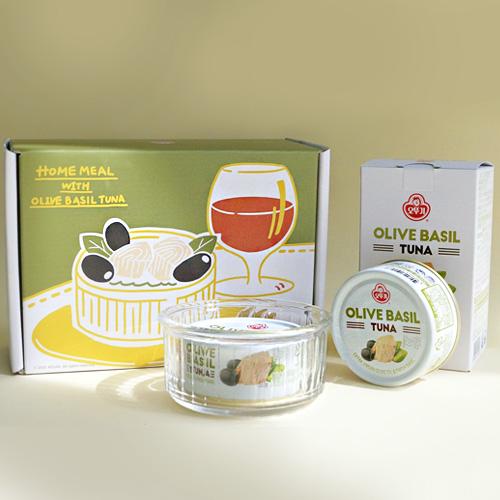 HOME MEAL
WITH
OLIVE BASIL TUNA
오뚜기
OLIVE BASIL
TUNA
오뚜기
OLIVE BASIL
TUNA
OLIVE
BASIL
TUNA